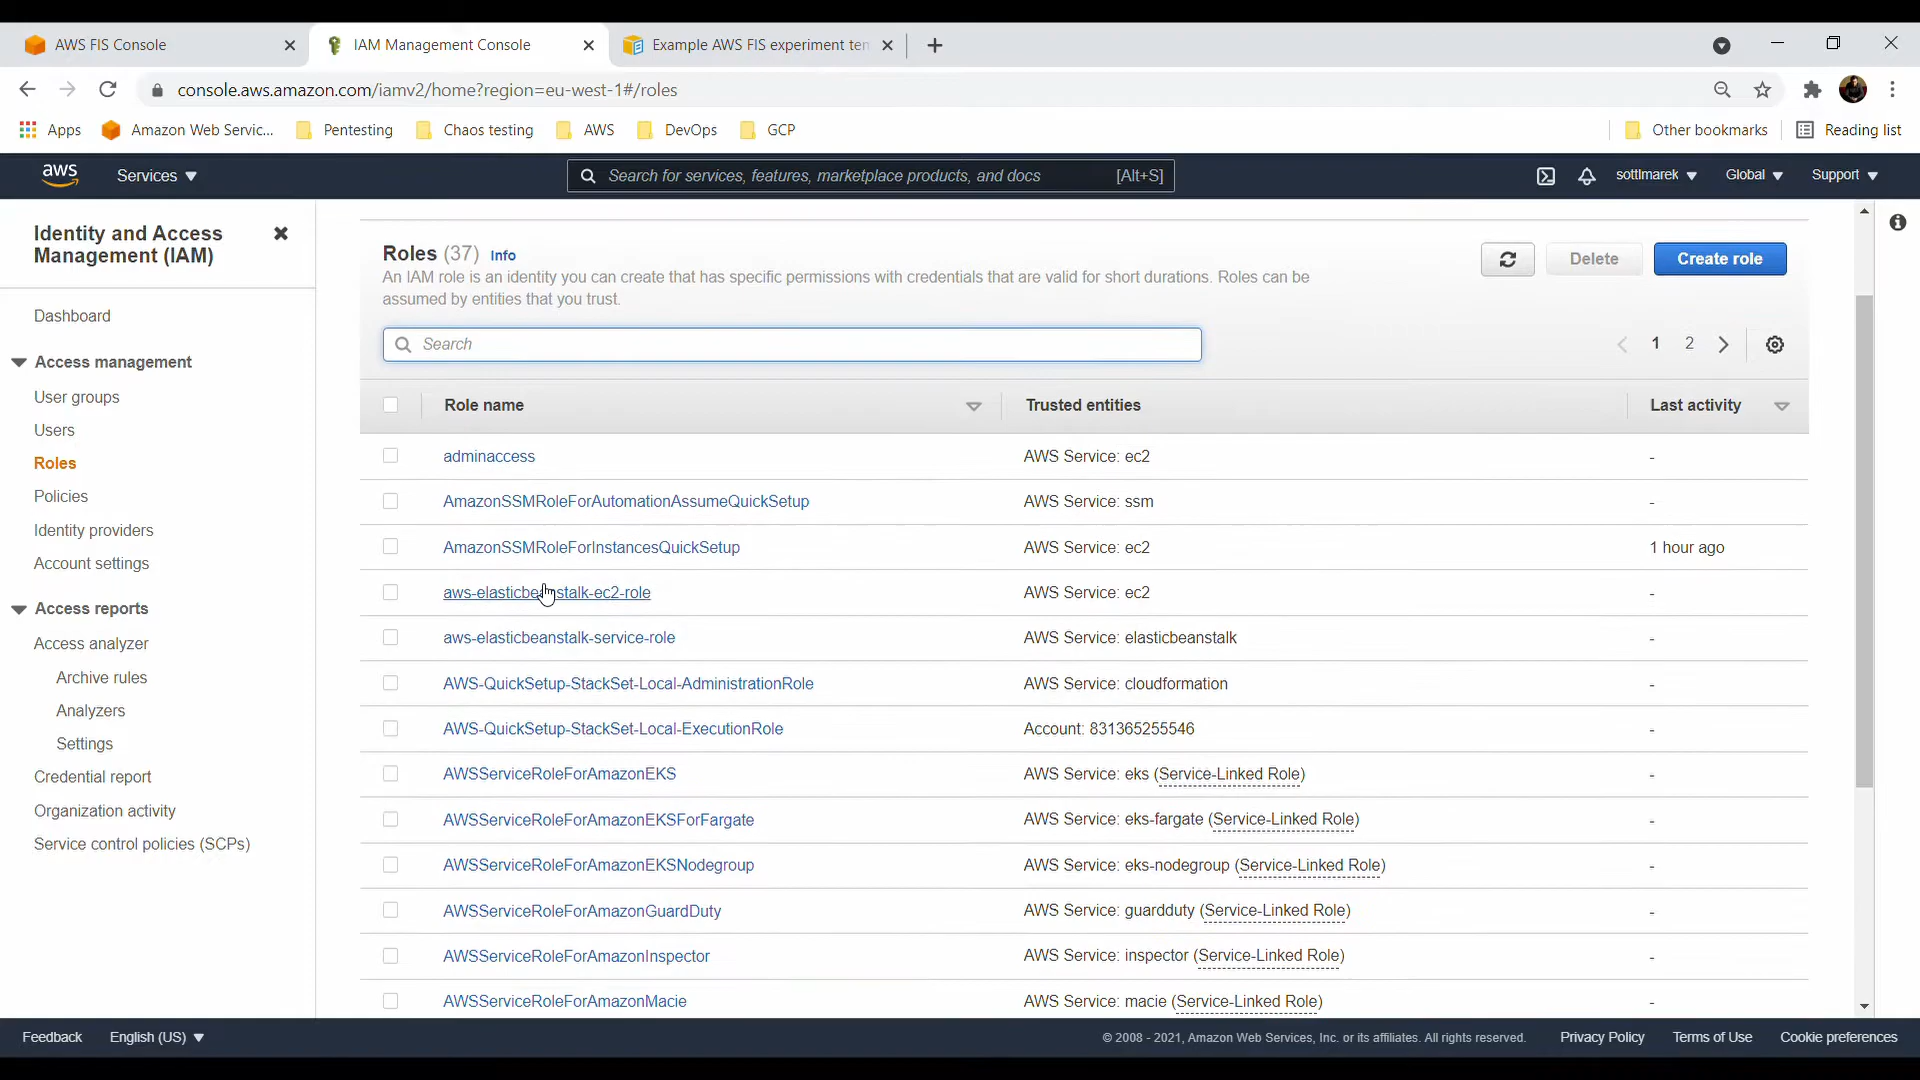 AWS FIS Console
IAM Management Console
Example AWS FIS experiment ten
console.aws.amazon.com/iamv2/home?region=eu-west-1#/roles
Apps
Amazon Web Servic...
Pentesting
Chaos testing
AWS
DevOps
GCP
Other bookmarks
Reading list
aws
Services
Search for services, features, marketplace products, and docs
[Alt+S]
sottlmarek
Global
Support
Identity and Access
Management (IAM)
Dashboard
Access management
User groups
Users
Roles
Policies
Identity providers
Account settings
Access reports
Access analyzer
Archive rules
Analyzers
Settings
Credential report
Organization activity
Service control policies (SCPs)
Roles (37) Info
An IAM role is an identity you can create that has specific permissions with credentials that are valid for short durations. Roles can be
assumed by entities that you trust.
Delete
Create role
Search
1 2
Role name Trusted entities Last activity
adminaccess AWS Service: ec2 -
AmazonSSMRoleForAutomationAssumeQuickSetup AWS Service: ssm -
AmazonSSMRoleForInstancesQuickSetup AWS Service: ec2 1 hour ago
aws-elasticbeanstalk-ec2-role AWS Service: ec2 -
aws-elasticbeanstalk-service-role AWS Service: elasticbeanstalk -
AWS-QuickSetup-StackSet-Local-AdministrationRole AWS Service: cloudformation -
AWS-QuickSetup-StackSet-Local-ExecutionRole Account: 831365255546 -
AWSServiceRoleForAmazonEKS AWS Service: eks (Service-Linked Role) -
AWSServiceRoleForAmazonEKSForFargate AWS Service: eks-fargate (Service-Linked Role) -
AWSServiceRoleForAmazonEKSNodegroup AWS Service: eks-nodegroup (Service-Linked Role) -
AWSServiceRoleForAmazonGuardDuty AWS Service: guardduty (Service-Linked Role) -
AWSServiceRoleForAmazonInspector AWS Service: inspector (Service-Linked Role) -
AWSServiceRoleForAmazonMacie AWS Service: macie (Service-Linked Role) -
Feedback
English (US)
© 2008 - 2021, Amazon Web Services, Inc. or its affiliates. All rights reserved.
Privacy Policy
Terms of Use
Cookie preferences